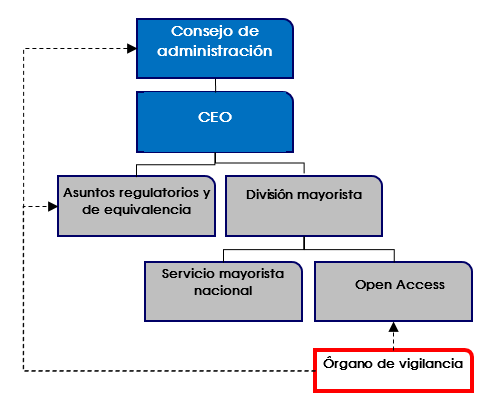 Consejo de
administración
CEO
Asuntos regulatorios y
de equivalencia
División mayorista
Servicio mayorista
nacional
Open Access
Órgano de vigilancia